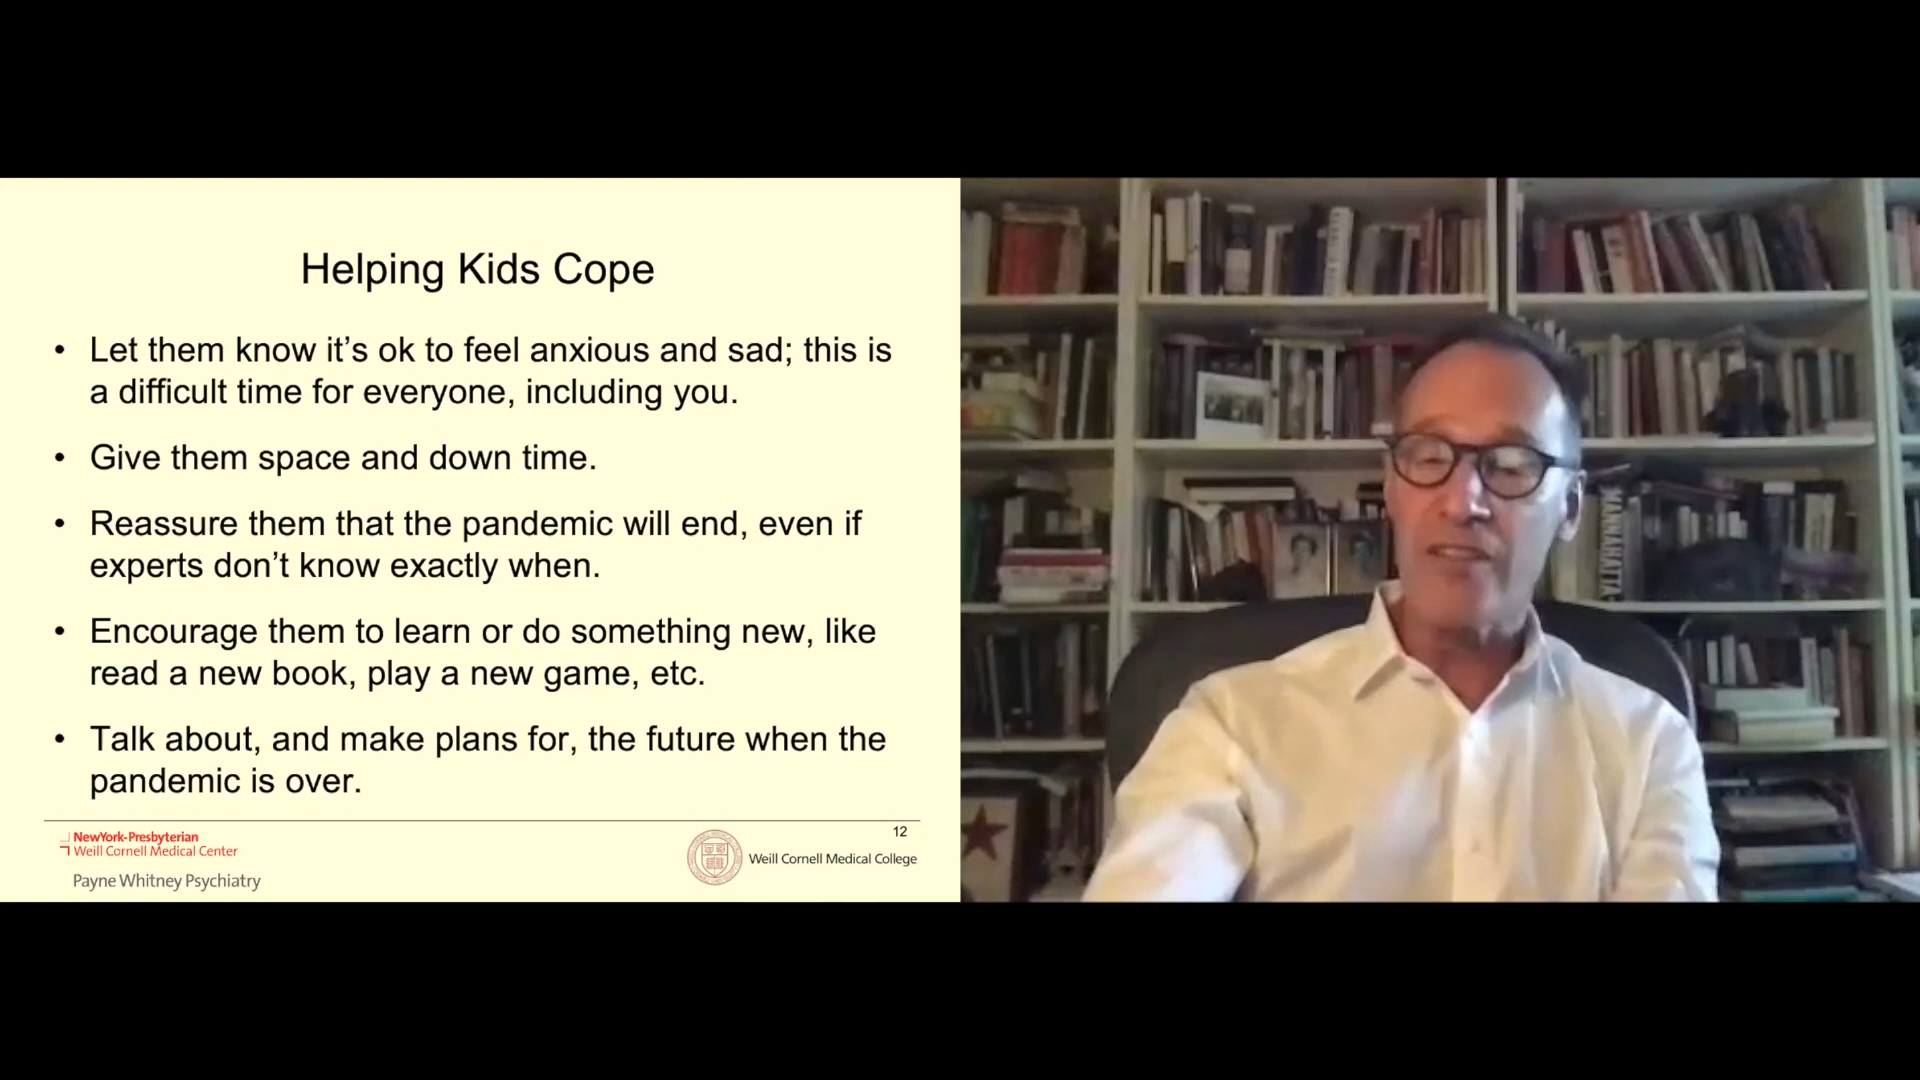 Helping Kids Cope
• Let them know it’s ok to feel anxious and sad; this is
a difficult time for everyone, including you.
• Give them space and down time.
• Reassure them that the pandemic will end, even if
experts don’t know exactly when.
• Encourage them to learn or do something new, like
read a new book, play a new game, etc.
• Talk about, and make plans for, the future when the
pandemic is over.
12
NewYork-Presbyterian
Weill Cornell Medical Center
Payne Whitney Psychiatry
Weill Cornell Medical College
MANNAHATTA